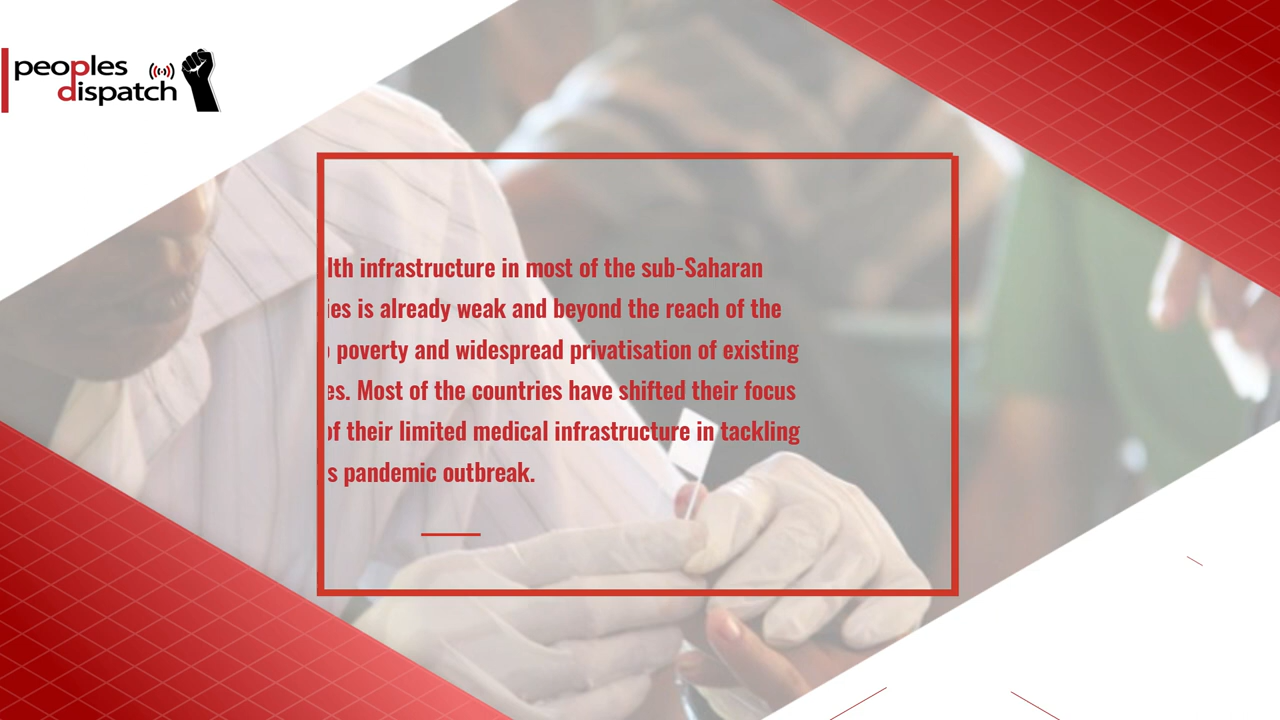 peoples
dispatch
lth infrastructure in most of the sub-Saharan
ies is already weak and beyond the reach of the
poverty and widespread privatisation of existing
es. Most of the countries have shifted their focus
of their limited medical infrastructure in tackling
s pandemic outbreak.